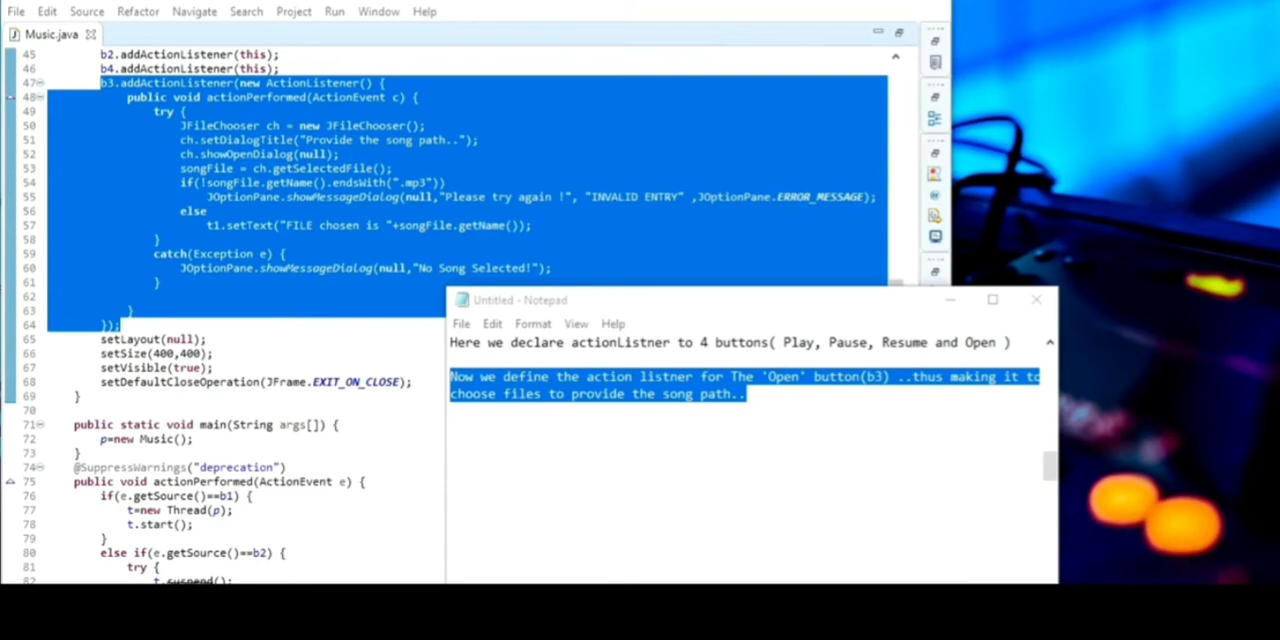 File Edit Source Refactor Navigate Search Project Run Window Help
Music.java
45 b2.addActionListener(this);
46 b4.addActionListener(this);
47 b3.addActionListener(new ActionListener() {
48 public void actionPerformed(ActionEvent c) {
49 try {
50 JFileChooser ch = new JFileChooser();
51 ch.setDialogTitle("Provide the song path..");
52 ch.showOpenDialog(null);
53 songFile = ch.getSelectedFile();
54 if(!songFile.getName().endsWith(".mp3"))
55 JOptionPane.showMessageDialog(null,"Please try again !", "INVALID ENTRY" ,JOptionPane.ERROR_MESSAGE);
56 else
57 t1.setText("FILE chosen is "+songFile.getName());
58 }
59 catch(Exception e) {
60 JOptionPane.showMessageDialog(null,"No Song Selected!");
61 }
62
63 }
64 });
65 setLayout(null);
66 setSize(400,400);
67 setVisible(true);
68 setDefaultCloseOperation(JFrame.EXIT_ON_CLOSE);
69 }
70
71 public static void main(String args[]) {
72 p=new Music();
73 }
74 @SuppressWarnings("deprecation")
75 public void actionPerformed(ActionEvent e) {
76 if(e.getSource()==b1) {
77 t=new Thread(p);
78 t.start();
79 }
80 else if(e.getSource()==b2) {
81 try {
82 t.suspend();
Untitled - Notepad
File Edit Format View Help
Here we declare actionListner to 4 buttons( Play, Pause, Resume and Open )
Now we define the action listner for The 'Open' button(b3) ..thus making it to
choose files to provide the song path..